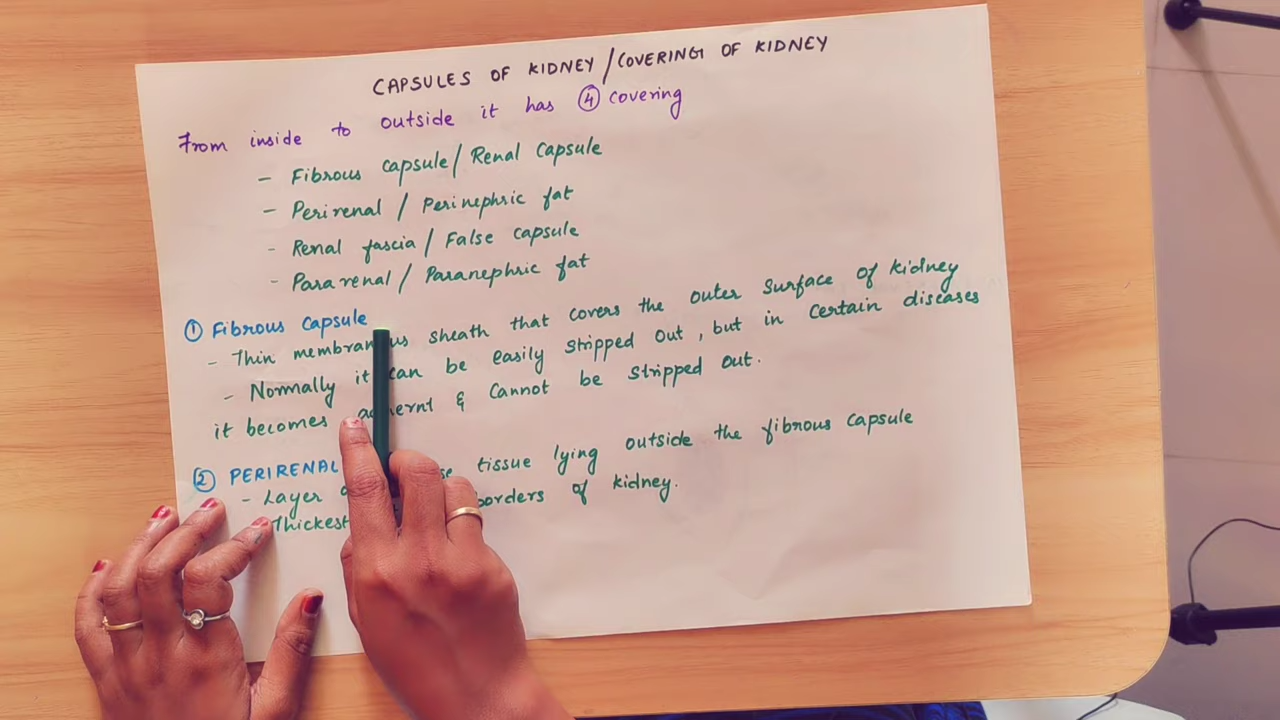 CAPSULES OF KIDNEY / COVERING OF KIDNEY
From inside to outside it has ④ covering
- Fibrous capsule / Renal Capsule
- Perirenal / Perinephric fat
- Renal fascia / False capsule
- Pararenal / Paranephric fat
① Fibrous Capsule
- Thin membranous sheath that covers the outer surface of kidney
- Normally it can be easily stripped out, but in certain diseases
it becomes adhernt & cannot be stripped out.
② PERIRENAL
- Layer tissue lying outside the fibrous capsule
Thickest borders of kidney.